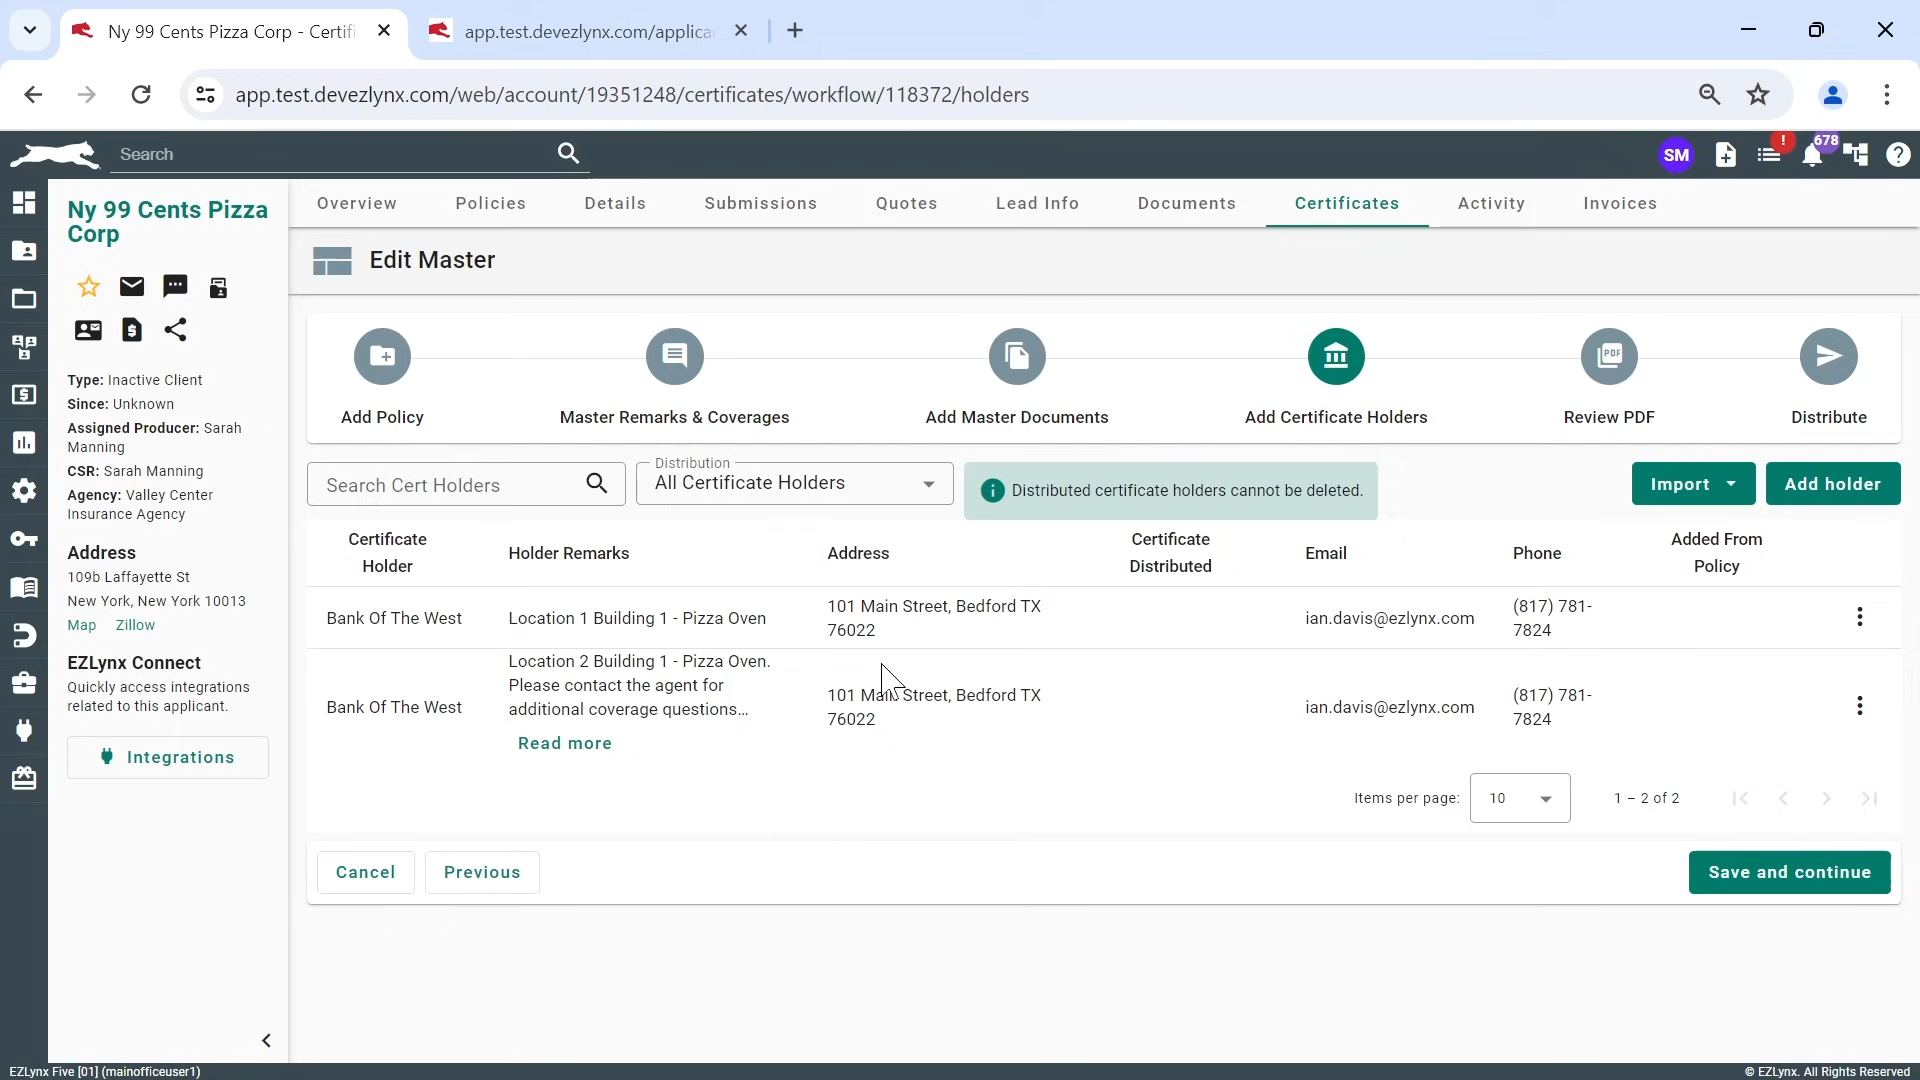 Ny 99 Cents Pizza Corp - Certifi
app.test.devezlynx.com/applica
app.test.devezlynx.com/web/account/19351248/certificates/workflow/118372/holders
Search
SM
!
678
?
Ny 99 Cents Pizza
Corp
Type: Inactive Client
Since: Unknown
Assigned Producer: Sarah
Manning
CSR: Sarah Manning
Agency: Valley Center
Insurance Agency
Address
109b Laffayette St
New York, New York 10013
Map Zillow
EZLynx Connect
Quickly access integrations
related to this applicant.
Integrations
Overview Policies Details Submissions Quotes Lead Info Documents Certificates Activity Invoices
Edit Master
PDF
Add Policy Master Remarks & Coverages Add Master Documents Add Certificate Holders Review PDF Distribute
Search Cert Holders
Distribution
All Certificate Holders
Distributed certificate holders cannot be deleted.
Import
Add holder
Certificate
Holder
Holder Remarks
Address
Certificate
Distributed
Email
Phone
Added From
Policy
Bank Of The West
Location 1 Building 1 - Pizza Oven
101 Main Street, Bedford TX
76022
ian.davis@ezlynx.com
(817) 781-
7824
Bank Of The West
Location 2 Building 1 - Pizza Oven.
Please contact the agent for
additional coverage questions...
Read more
101 Main Street, Bedford TX
76022
ian.davis@ezlynx.com
(817) 781-
7824
Items per page: 10 1 – 2 of 2
Cancel Previous Save and continue
EZLynx Five [01] (mainofficeuser1)
© EZLynx. All Rights Reserved